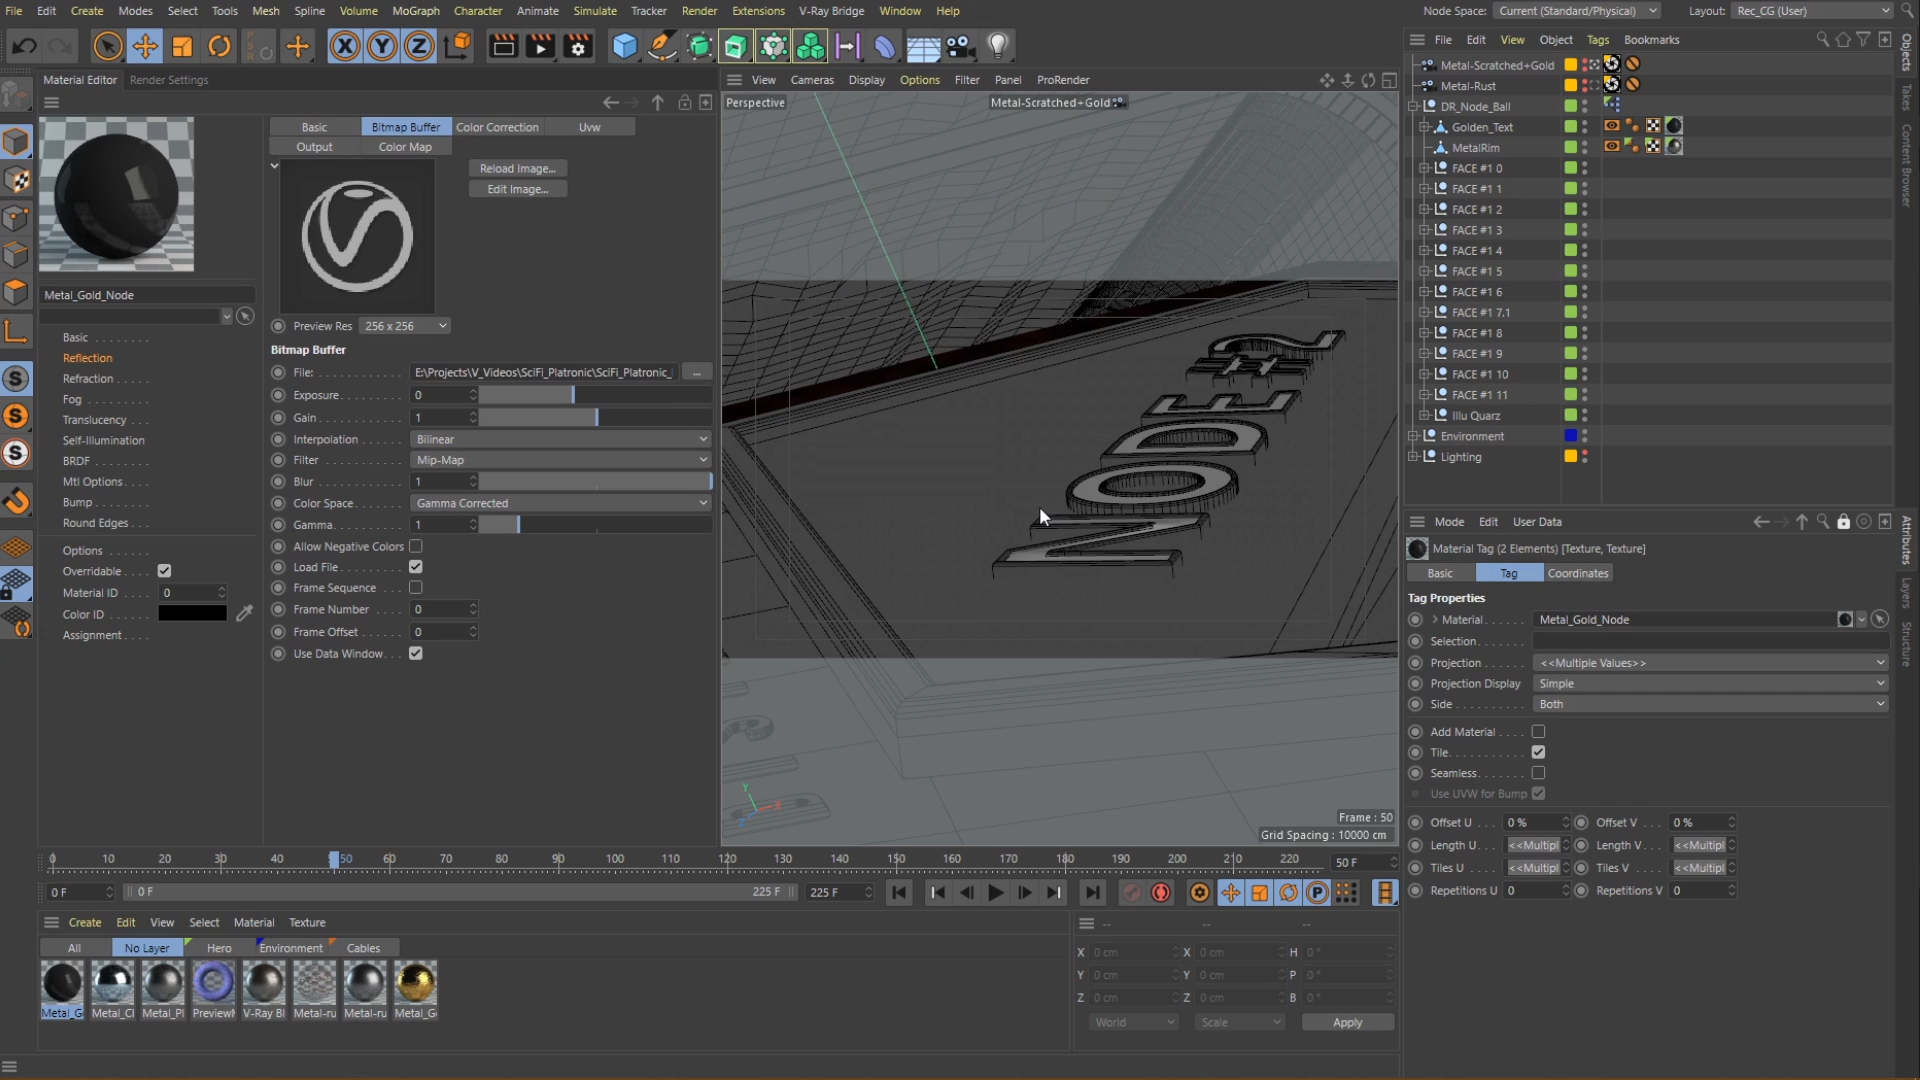 File Edit Create Modes Select Tools Mesh Spline Volume MoGraph Character Animate Simulate Tracker Render Extensions V-Ray Bridge Window Help
Node Space: Current (Standard/Physical) Layout: Rec_CG (User)
Material Editor Render Settings
Basic Bitmap Buffer Color Correction Uvw
Output Color Map
Reload Image...
Edit Image...
Metal_Gold_Node
Preview Res 256 x 256
Basic
Reflection
Refraction
Fog
Translucency
Self-Illumination
BRDF
Mtl Options
Bump
Round Edges
Options
Overridable
Material ID 0
Color ID
Assignment
Bitmap Buffer
File: E:\Projects\V_Videos\SciFi_Platronic\SciFi_Platronic_ ...
Exposure 0
Gain 1
Interpolation Bilinear
Filter Mip-Map
Blur 1
Color Space Gamma Corrected
Gamma 1
Allow Negative Colors
Load File
Frame Sequence
Frame Number 0
Frame Offset 0
Use Data Window
View Cameras Display Options Filter Panel ProRender
Perspective Metal-Scratched+Gold
NODE
Y X Z
Frame : 50
Grid Spacing : 10000 cm
File Edit View Object Tags Bookmarks
Metal-Scratched+Gold
Metal-Rust
DR_Node_Ball
Golden_Text
MetalRim
FACE #1 0
FACE #1 1
FACE #1 2
FACE #1 3
FACE #1 4
FACE #1 5
FACE #1 6
FACE #1 7.1
FACE #1 8
FACE #1 9
FACE #1 10
FACE #1 11
Illu Quarz
Environment
Lighting
Objects
Takes
Content Browser
Mode Edit User Data
Material Tag (2 Elements) [Texture, Texture]
Basic Tag Coordinates
Tag Properties
Material Metal_Gold_Node
Selection
Projection <<Multiple Values>>
Projection Display Simple
Side Both
Add Material
Tile
Seamless
Use UVW for Bump
Offset U 0 % Offset V 0 %
Length U <<Multipl Length V <<Multipl
Tiles U <<Multipl Tiles V <<Multipl
Repetitions U 0 Repetitions V 0
Attributes
Layers
Structure
0 10 20 30 40 50 60 70 80 90 100 110 120 130 140 150 160 170 180 190 200 210 220 50 F
0 F 0 F 225 F 225 F
Create Edit View Select Material Texture
All No Layer Hero Environment Cables
Metal_G Metal_Cl Metal_Pl Preview V-Ray Bl Metal-ru Metal-ru Metal_G
-- -- --
X 0 cm X 0 cm H 0 °
Y 0 cm Y 0 cm P 0 °
Z 0 cm Z 0 cm B 0 °
World Scale Apply